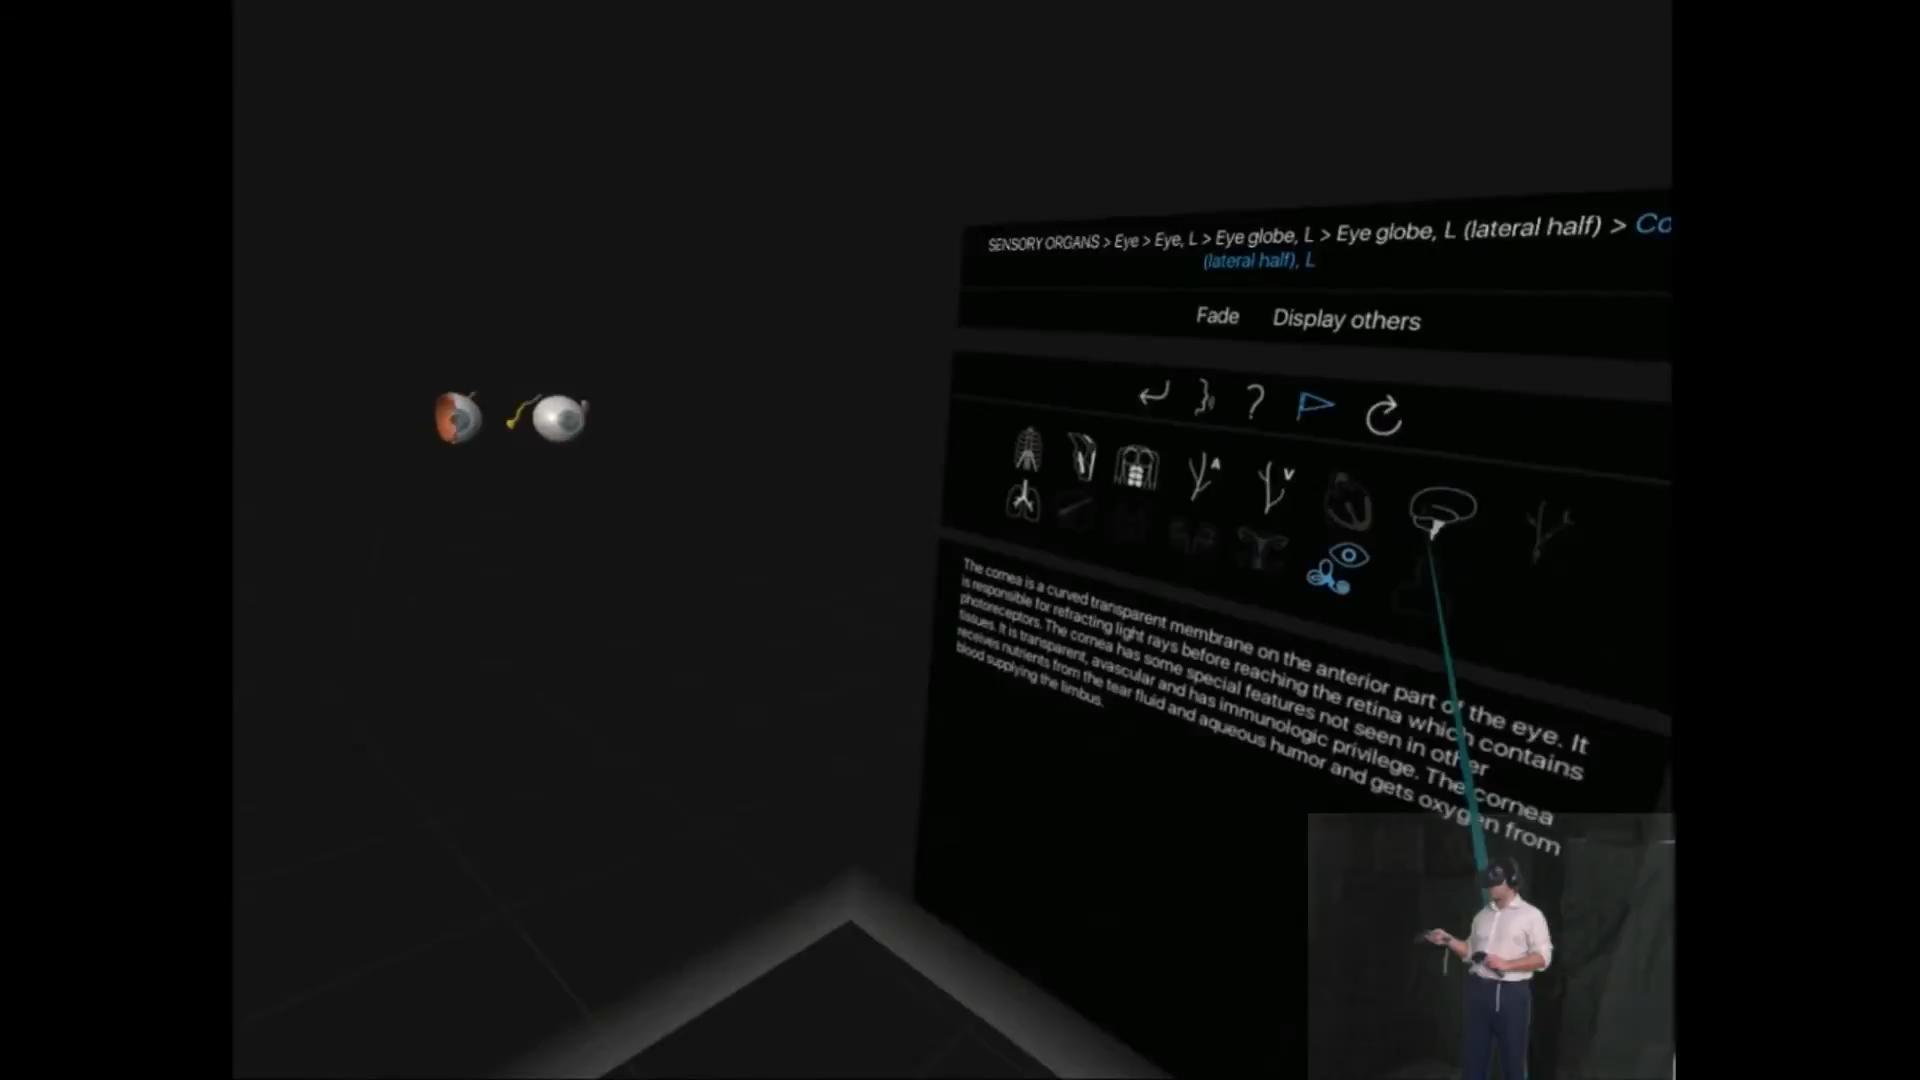 SENSORY ORGANS > Eye > Eye, L > Eye globe, L > Eye globe, L (lateral half) > Co
(lateral half), L
Fade Display others
?
A V
The cornea is a curved transparent membrane on the anterior part of the eye. It
is responsible for refracting light rays before reaching the retina which contains
photoreceptors. The cornea has some special features not seen in other
tissues. It is transparent, avascular and has immunologic privilege. The cornea
receives nutrients from the tear fluid and aqueous humor and gets oxygen from
blood supplying the limbus.